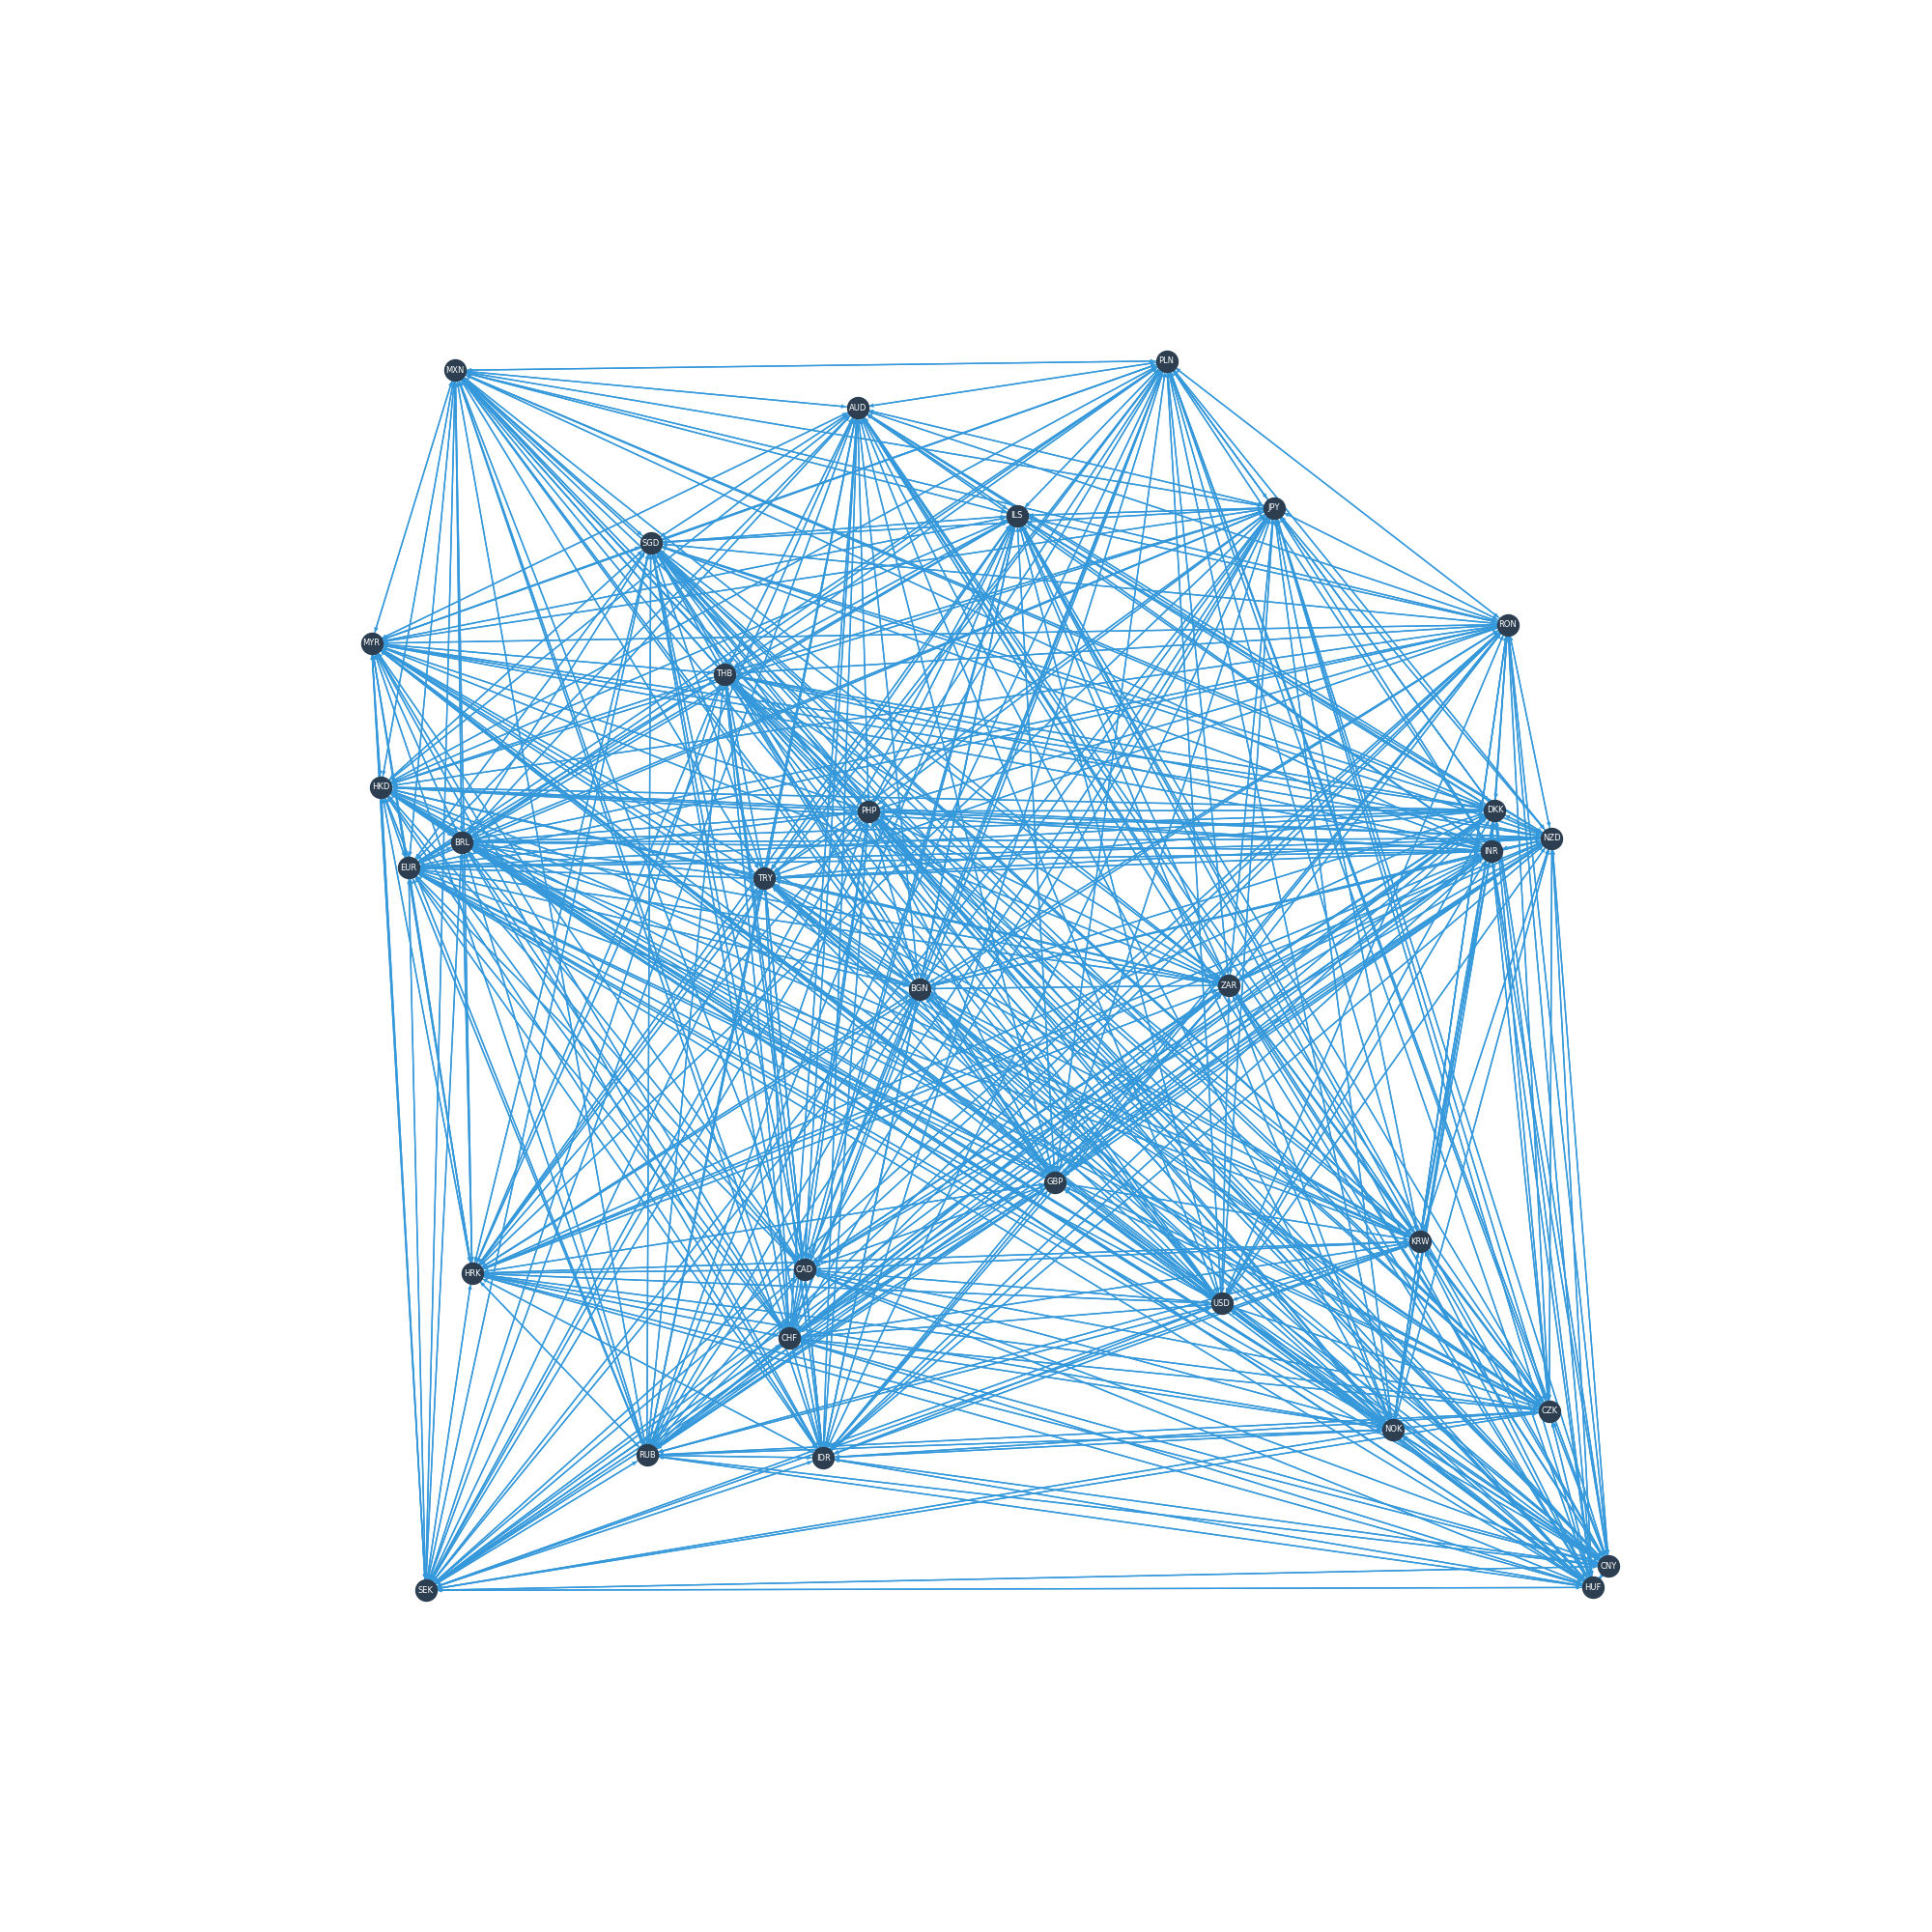 PLN
MXN
AUD
JPY
ILS
SGD
RON
MYR
THB
HKD
PHP
DKK
NZD
BRL
INR
EUR
TRY
ZAR
BGN
GBP
KRW
CAD
HRK
USD
CHF
CZK
NOK
RUB
IDR
CNY
HUF
SEK